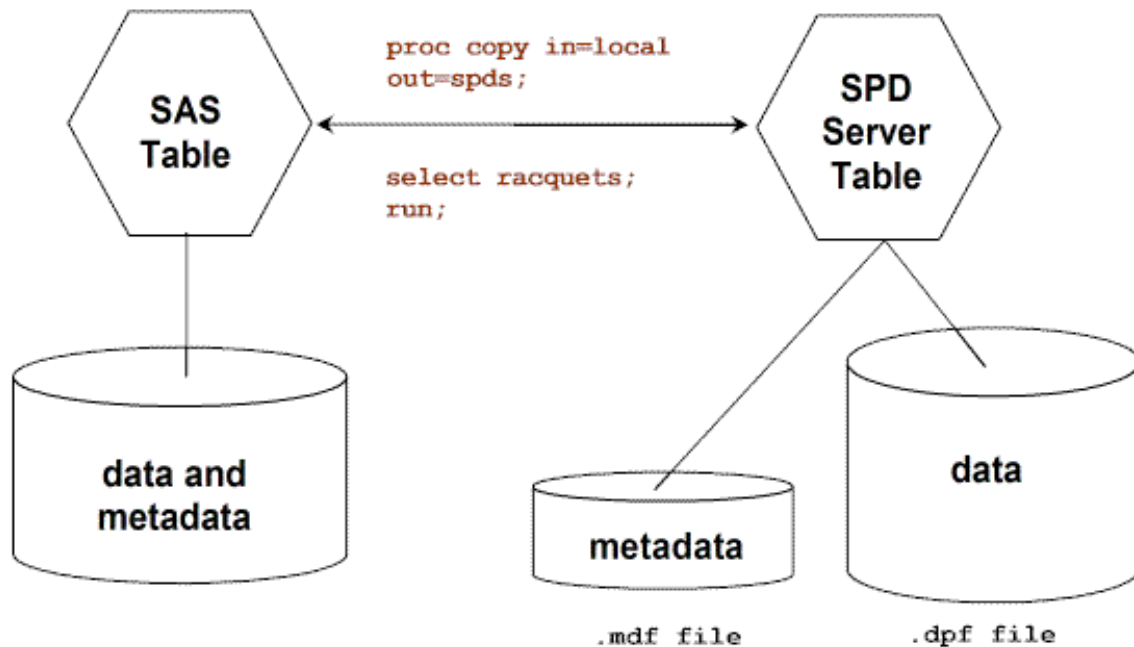 SAS
Table
proc copy in=local
out=spds;
select racquets;
run;
SPD
Server
Table
data and
metadata
metadata
.mdf file
data
.dpf file